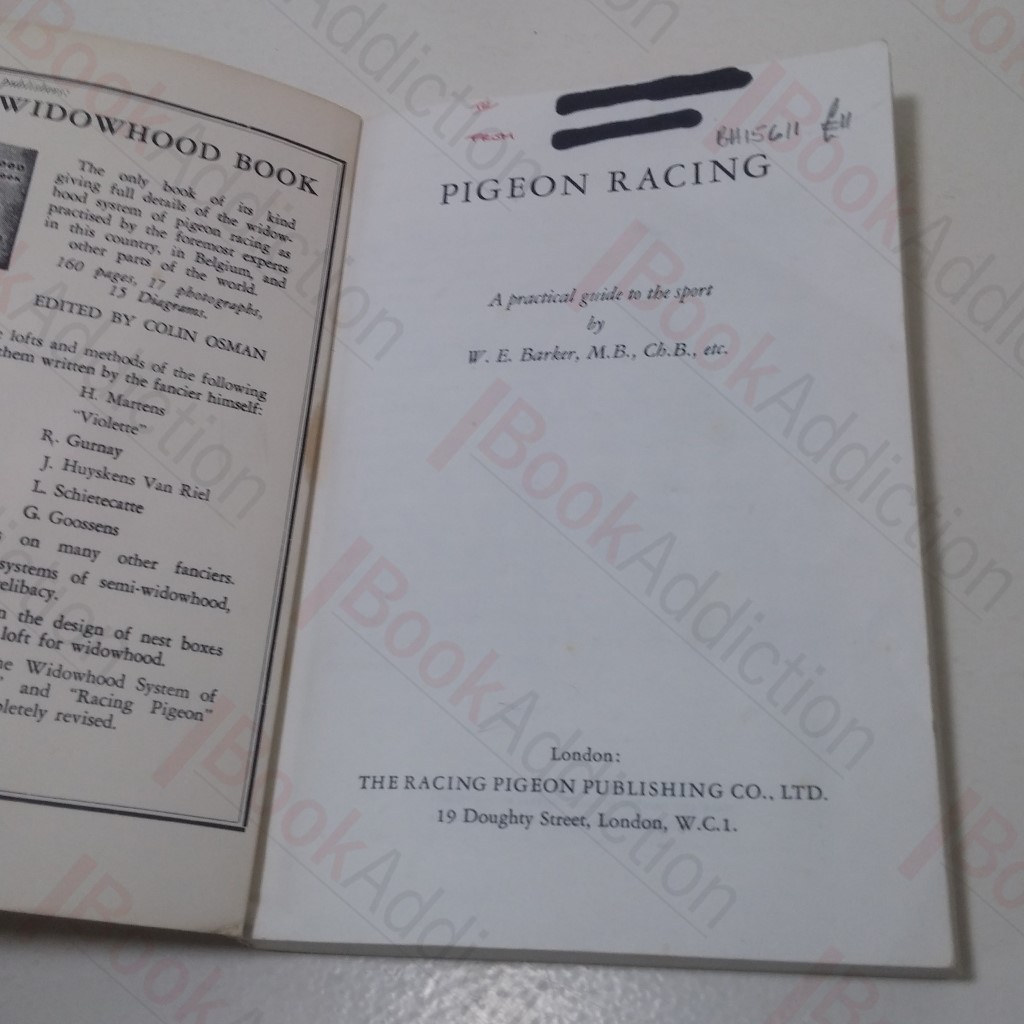 publishers:
WIDOWHOOD BOOK
The only book of its kind
giving full details of the widow-
hood system of pigeon racing as
practised by the foremost experts
in this country, in Belgium, and
other parts of the world.
160 pages, 17 photographs,
15 Diagrams.
EDITED BY COLIN OSMAN
lofts and methods of the following
them written by the fancier himself:
H. Martens
"Violette"
R. Gurnay
J. Huyskens Van Riel
L. Schietecatte
G. Goossens
on many other fanciers.
systems of semi-widowhood,
elibacy.
the design of nest boxes
loft for widowhood.
Widowhood System of
" and "Racing Pigeon"
pletely revised.
FROM
BH15611
PIGEON RACING
A practical guide to the sport
by
W. E. Barker, M.B., Ch.B., etc.
London:
THE RACING PIGEON PUBLISHING CO., LTD.
19 Doughty Street, London, W.C.1.
BookAddiction